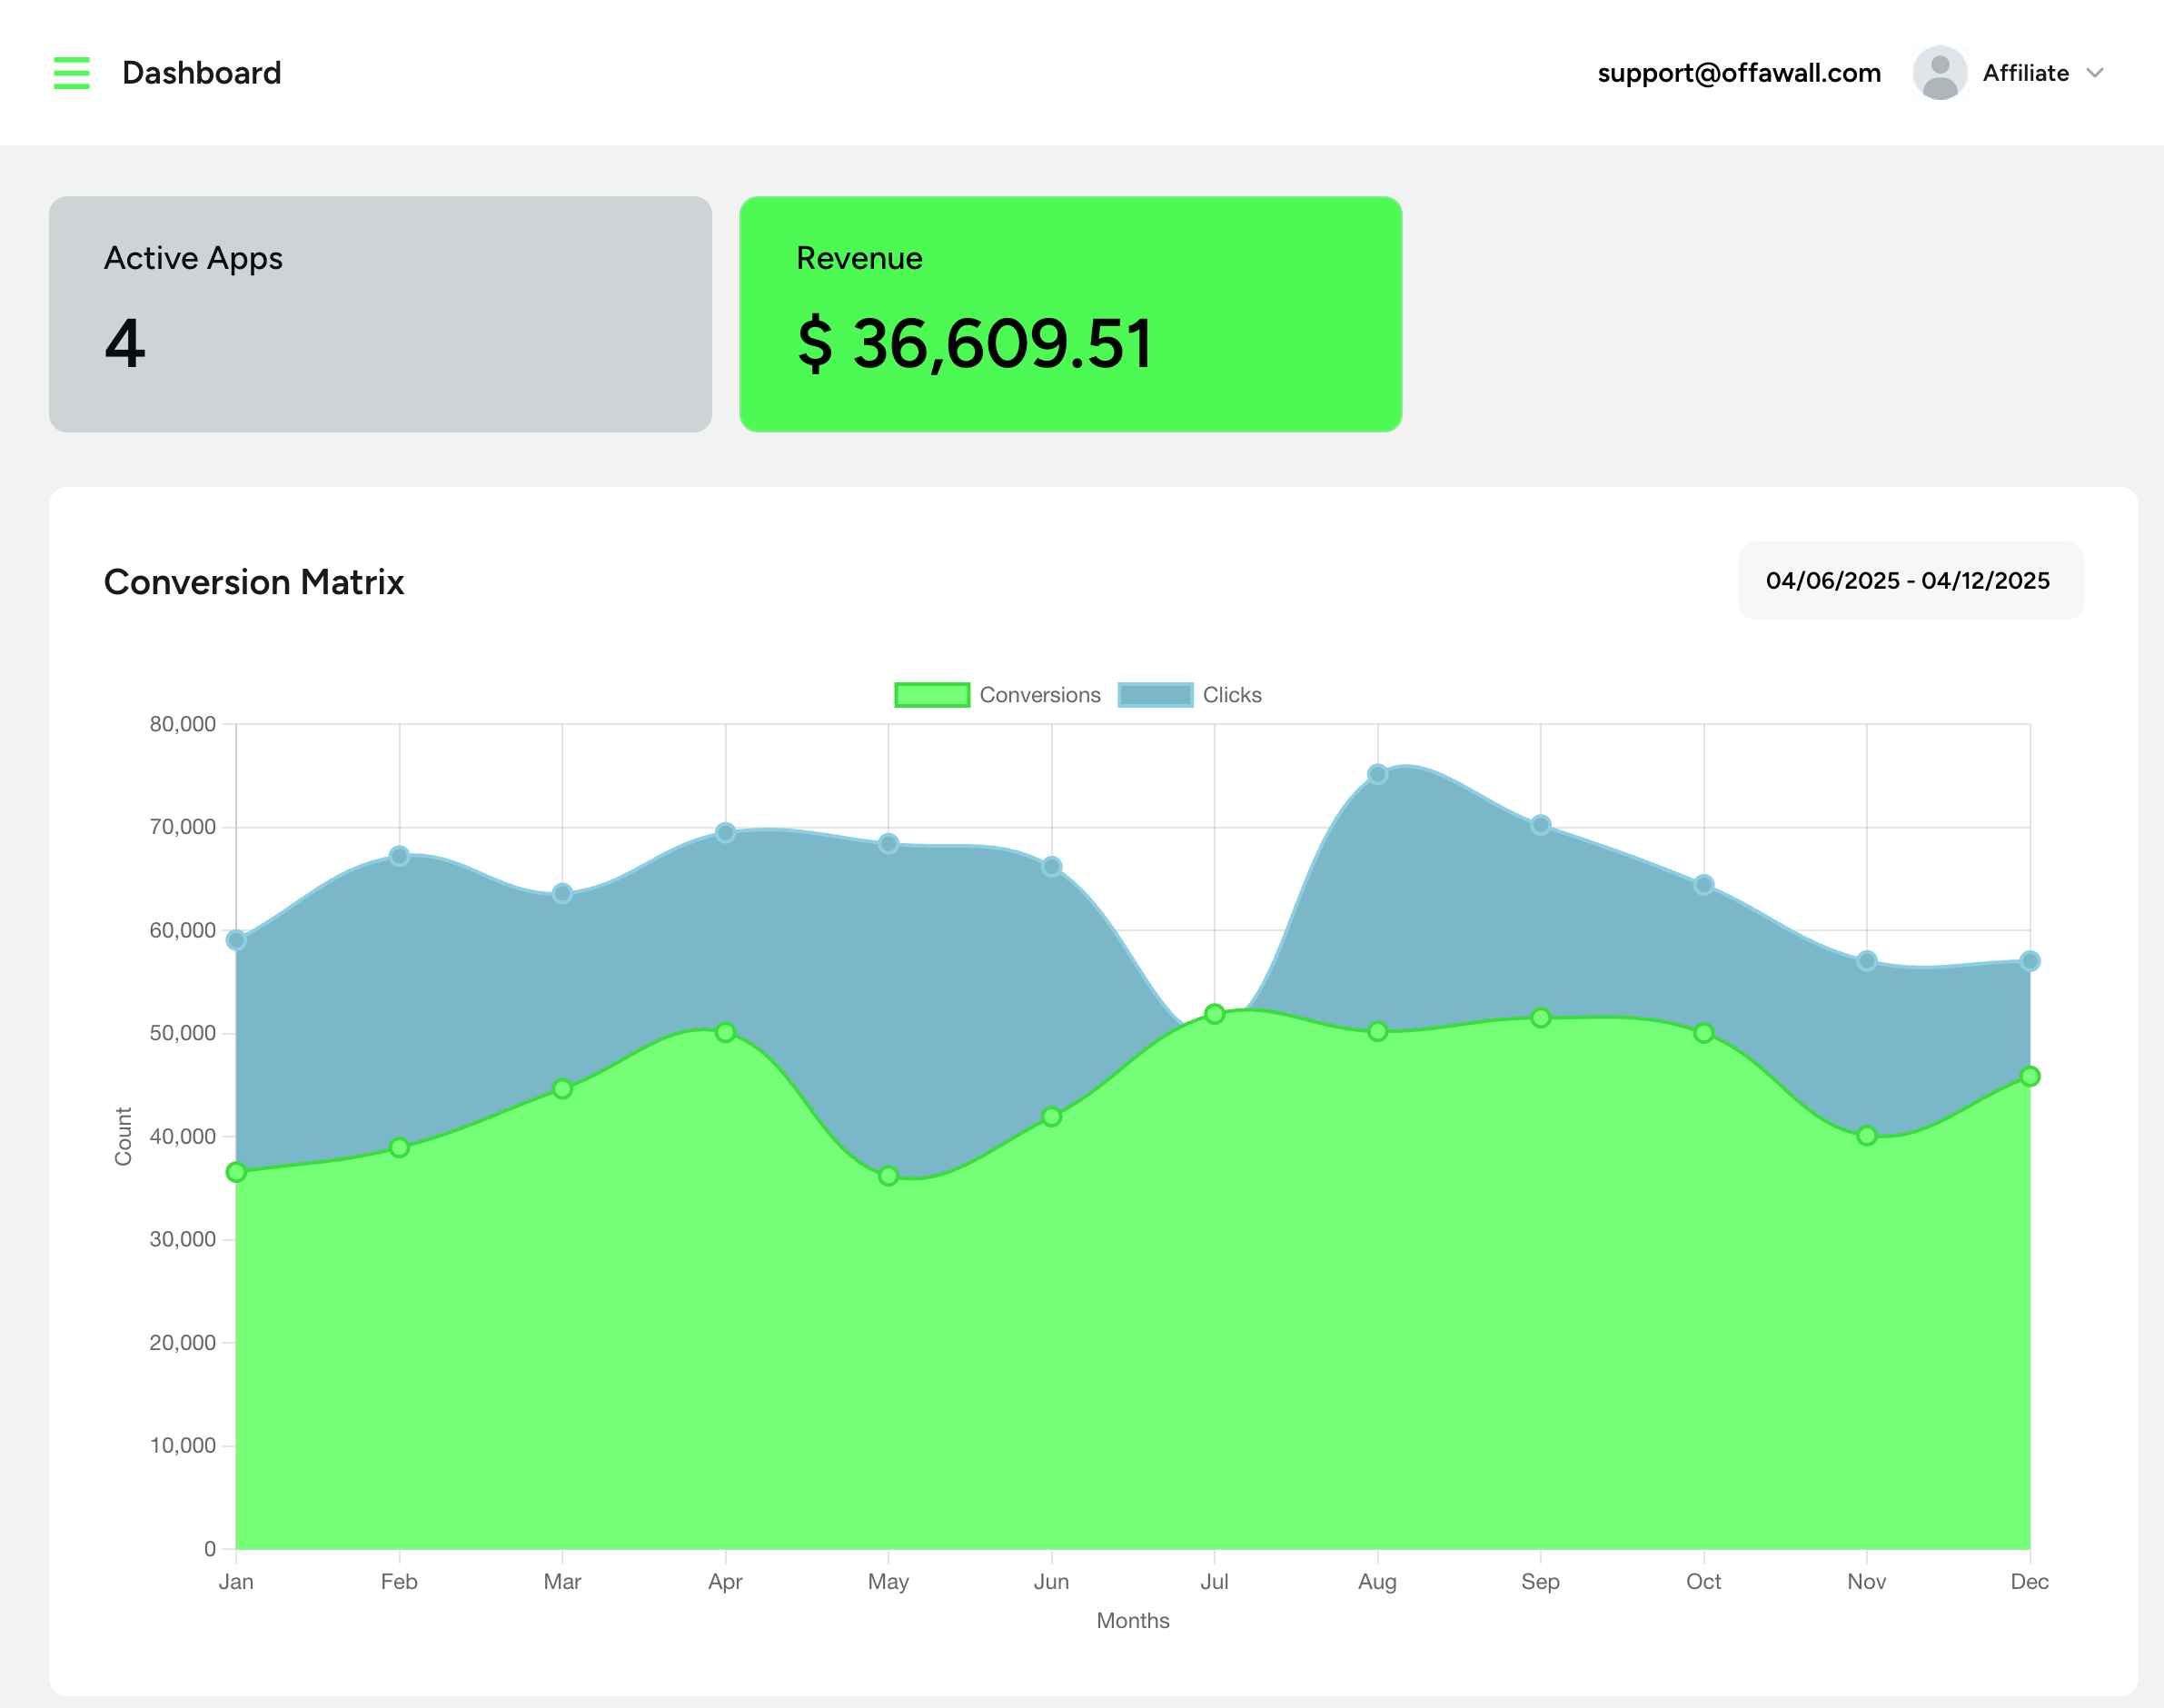 Dashboard
support@offawall.com
Affiliate
Active Apps
4
Revenue
$ 36,609.51
Conversion Matrix
04/06/2025 - 04/12/2025
Conversions
Clicks
80,000
70,000
60,000
50,000
40,000
30,000
20,000
10,000
0
Count
Jan Feb Mar Apr May Jun Jul Aug Sep Oct Nov Dec
Months